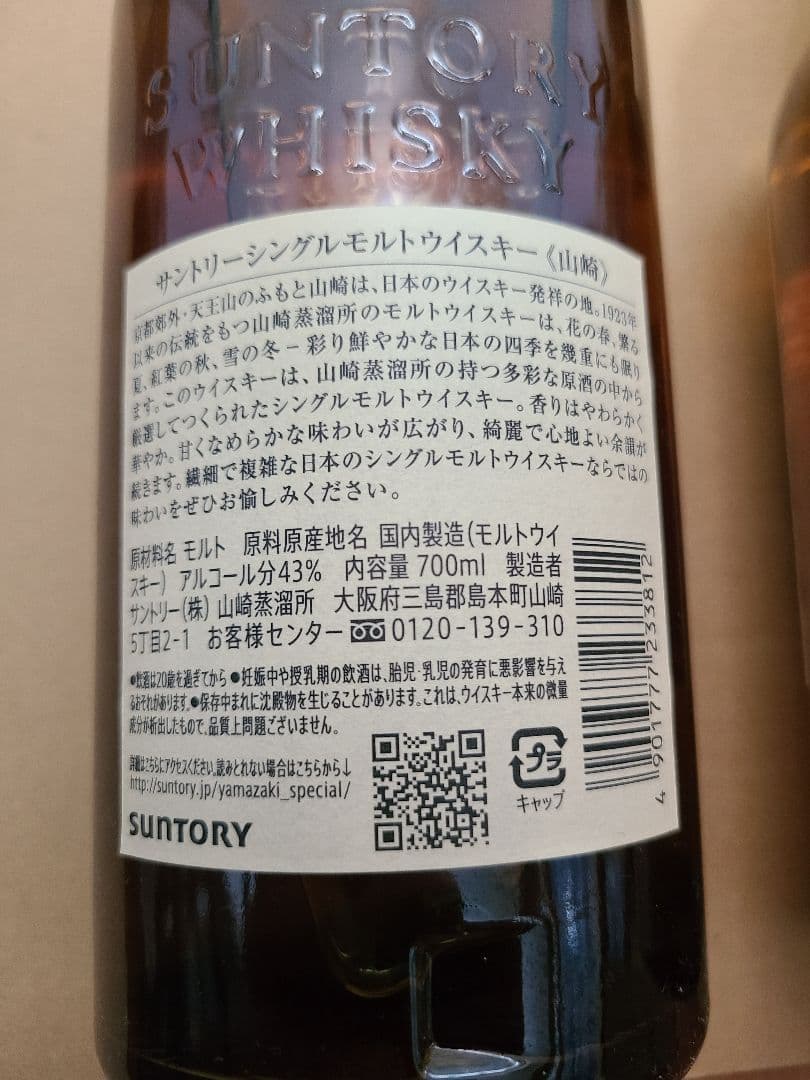 SUNTORY
WHISKY
サントリーシングルモルトウイスキー《山崎》
京都郊外・天王山のふもと山崎は、日本のウイスキー発祥の地。1923年
以来の伝統をもつ山崎蒸溜所のモルトウイスキーは、花の春、繁る
夏、紅葉の秋、雪の冬－彩り鮮やかな日本の四季を幾重にも眠り
ます。このウイスキーは、山崎蒸溜所の持つ多彩な原酒の中から
厳選してつくられたシングルモルトウイスキー。香りはやわらかく
華やか。甘くなめらかな味わいが広がり、綺麗で心地よい余韻が
続きます。繊細で複雑な日本のシングルモルトウイスキーならではの
味わいをぜひお愉しみください。
原材料名 モルト 原料原産地名 国内製造(モルトウイ
スキー) アルコール分43% 内容量 700ml 製造者
サントリー(株) 山崎蒸溜所 大阪府三島郡島本町山崎
5丁目2-1 お客様センター 0120-139-310
●飲酒は20歳を過ぎてから ●妊娠中や授乳期の飲酒は、胎児・乳児の発育に悪影響を与え
るおそれがあります。●保存中まれに沈殿物を生じることがあります。これは、ウイスキー本来の微量
成分が析出したもので、品質上問題ございません。
詳細はこちらにアクセスください。読みとれない場合はこちらから↓
http://suntory.jp/yamazaki_special/
SUNTORY
プラ
キャップ
4 901777 233812